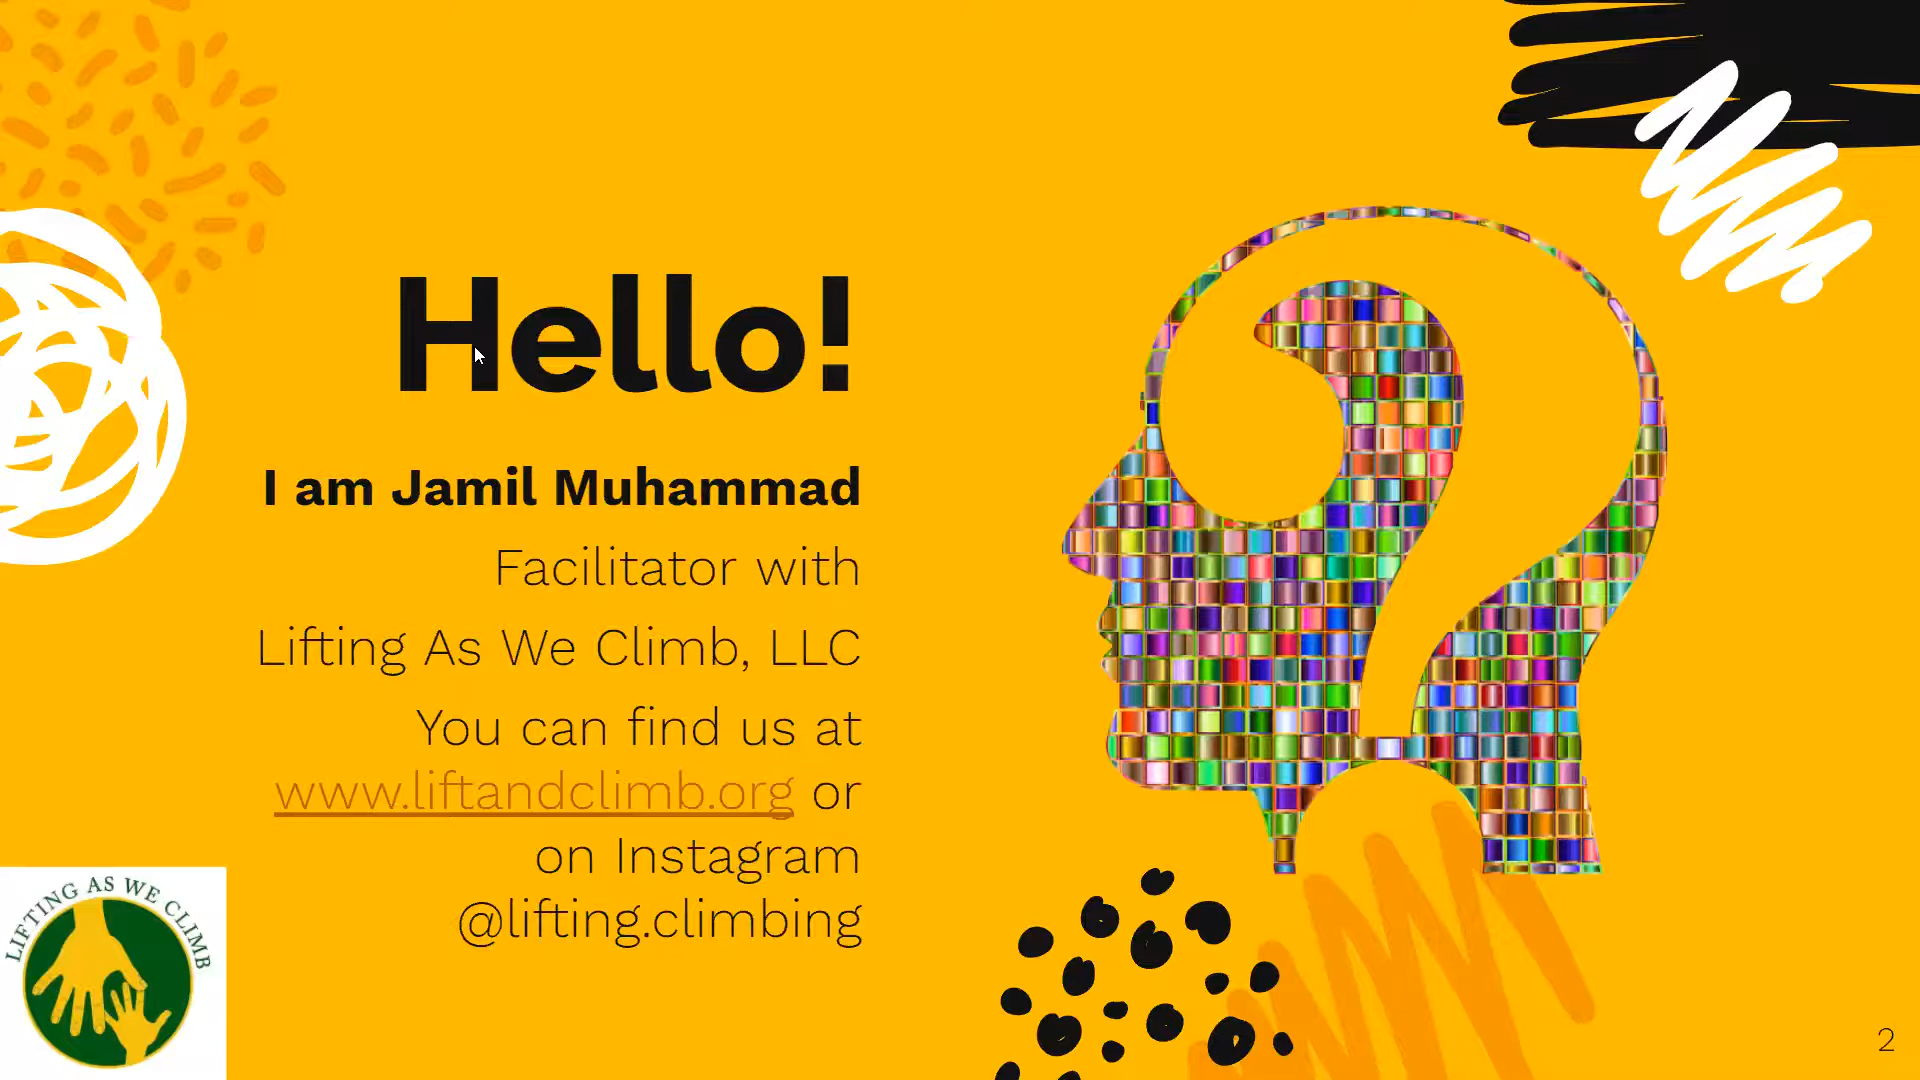 Hello!
I am Jamil Muhammad
Facilitator with
Lifting As We Climb, LLC
You can find us at
www.liftandclimb.org or
on Instagram
@lifting.climbing
LIFTING AS WE CLIMB
2